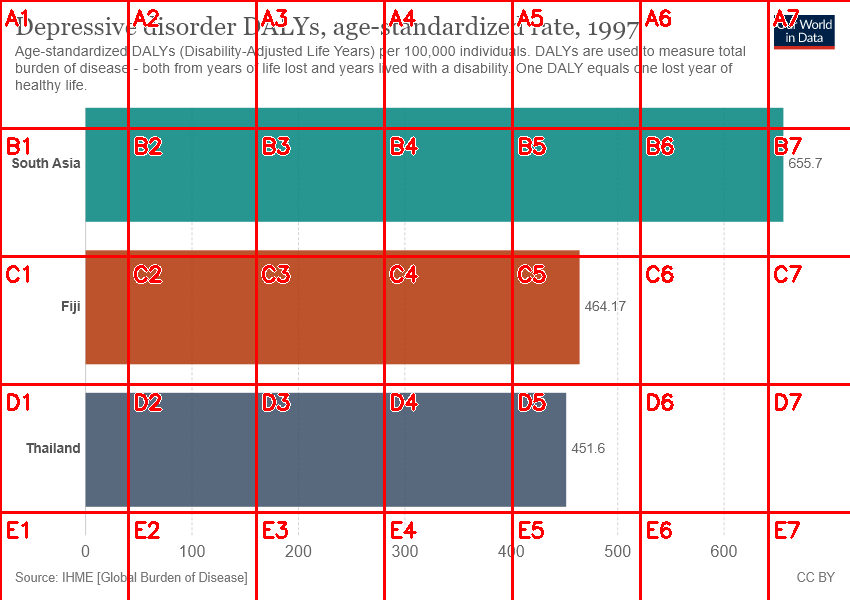 Depressive disorder DALYs, age-standardized rate, 1997
Our World
in Data
Age-standardized DALYs (Disability-Adjusted Life Years) per 100,000 individuals. DALYs are used to measure total
burden of disease - both from years of life lost and years lived with a disability. One DALY equals one lost year of
healthy life.
A1 A2 A3 A4 A5 A6 A7
B1 B2 B3 B4 B5 B6 B7
South Asia 655.7
C1 C2 C3 C4 C5 C6 C7
Fiji 464.17
D1 D2 D3 D4 D5 D6 D7
Thailand 451.6
E1 E2 E3 E4 E5 E6 E7
0 100 200 300 400 500 600
Source: IHME [Global Burden of Disease] CC BY